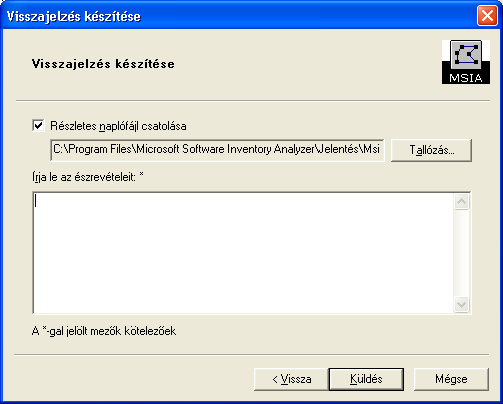 Visszajelzés készítése
Visszajelzés készítése
MSIA
Részletes naplófájl csatolása
C:\Program Files\Microsoft Software Inventory Analyzer\Jelentés\Msi
Tallózás...
Írja le az észrevételeit: *
A *-gal jelölt mezők kötelezőek
< Vissza
Küldés
Mégse